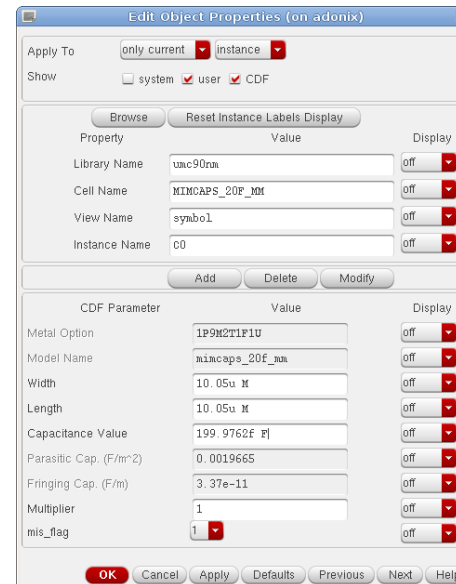 Edit Object Properties (on adonix)
Apply To only current instance
Show system user CDF
Browse Reset Instance Labels Display
Property Value Display
Library Name umc90nm off
Cell Name MIMCAPS_20F_MM off
View Name symbol off
Instance Name C0 off
Add Delete Modify
CDF Parameter Value Display
Metal Option 1P9M2T1F1U off
Model Name mimcaps_20f_mm off
Width 10.05u M off
Length 10.05u M off
Capacitance Value 199.9762f F off
Parasitic Cap. (F/m^2) 0.0019665 off
Fringing Cap. (F/m) 3.37e-11 off
Multiplier 1 off
mis_flag 1 off
OK Cancel Apply Defaults Previous Next Help